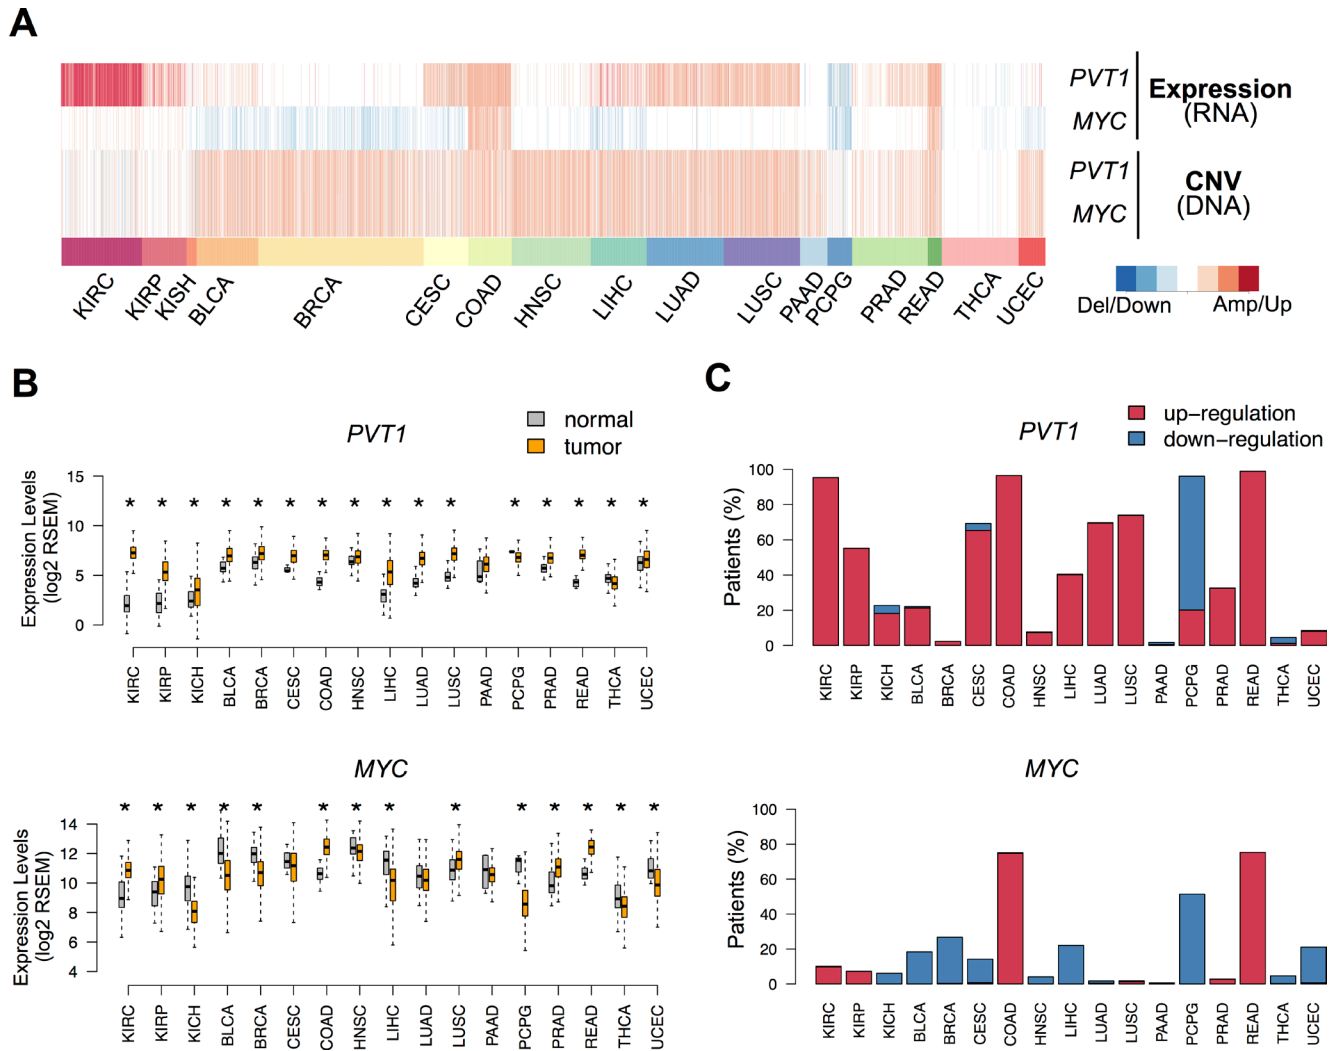 A
PVT1
MYC
Expression
(RNA)
PVT1
MYC
CNV
(DNA)
KIRC
KIRP
KISH
BLCA
BRCA
CESC
COAD
HNSC
LIHC
LUAD
LUSC
PAAD
PCPG
PRAD
READ
THCA
UCEC
Del/Down
Amp/Up
B
PVT1
normal
tumor
Expression Levels
(log2 RSEM)
15
10
5
0
* * * * * * * * * * * * * * * *
KIRC
KIRP
KICH
BLCA
BRCA
CESC
COAD
HNSC
LIHC
LUAD
LUSC
PAAD
PCPG
PRAD
READ
THCA
UCEC
MYC
Expression Levels
(log2 RSEM)
14
12
10
8
6
4
* * * * * * * * * * * * * *
KIRC
KIRP
KICH
BLCA
BRCA
CESC
COAD
HNSC
LIHC
LUAD
LUSC
PAAD
PCPG
PRAD
READ
THCA
UCEC
C
PVT1
up-regulation
down-regulation
Patients (%)
100
80
60
40
20
0
KIRC
KIRP
KICH
BLCA
BRCA
CESC
COAD
HNSC
LIHC
LUAD
LUSC
PAAD
PCPG
PRAD
READ
THCA
UCEC
MYC
Patients (%)
100
80
60
40
20
0
KIRC
KIRP
KICH
BLCA
BRCA
CESC
COAD
HNSC
LIHC
LUAD
LUSC
PAAD
PCPG
PRAD
READ
THCA
UCEC